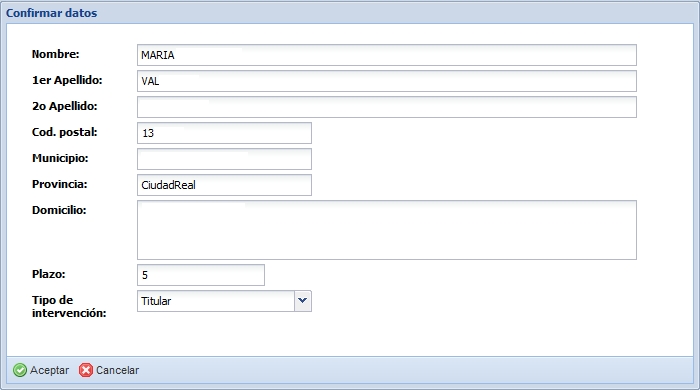 Confirmar datos
Nombre: MARIA
1er Apellido: VAL
2o Apellido:
Cod. postal: 13
Municipio:
Provincia: CiudadReal
Domicilio:
Plazo: 5
Tipo de
intervención: Titular
Aceptar Cancelar